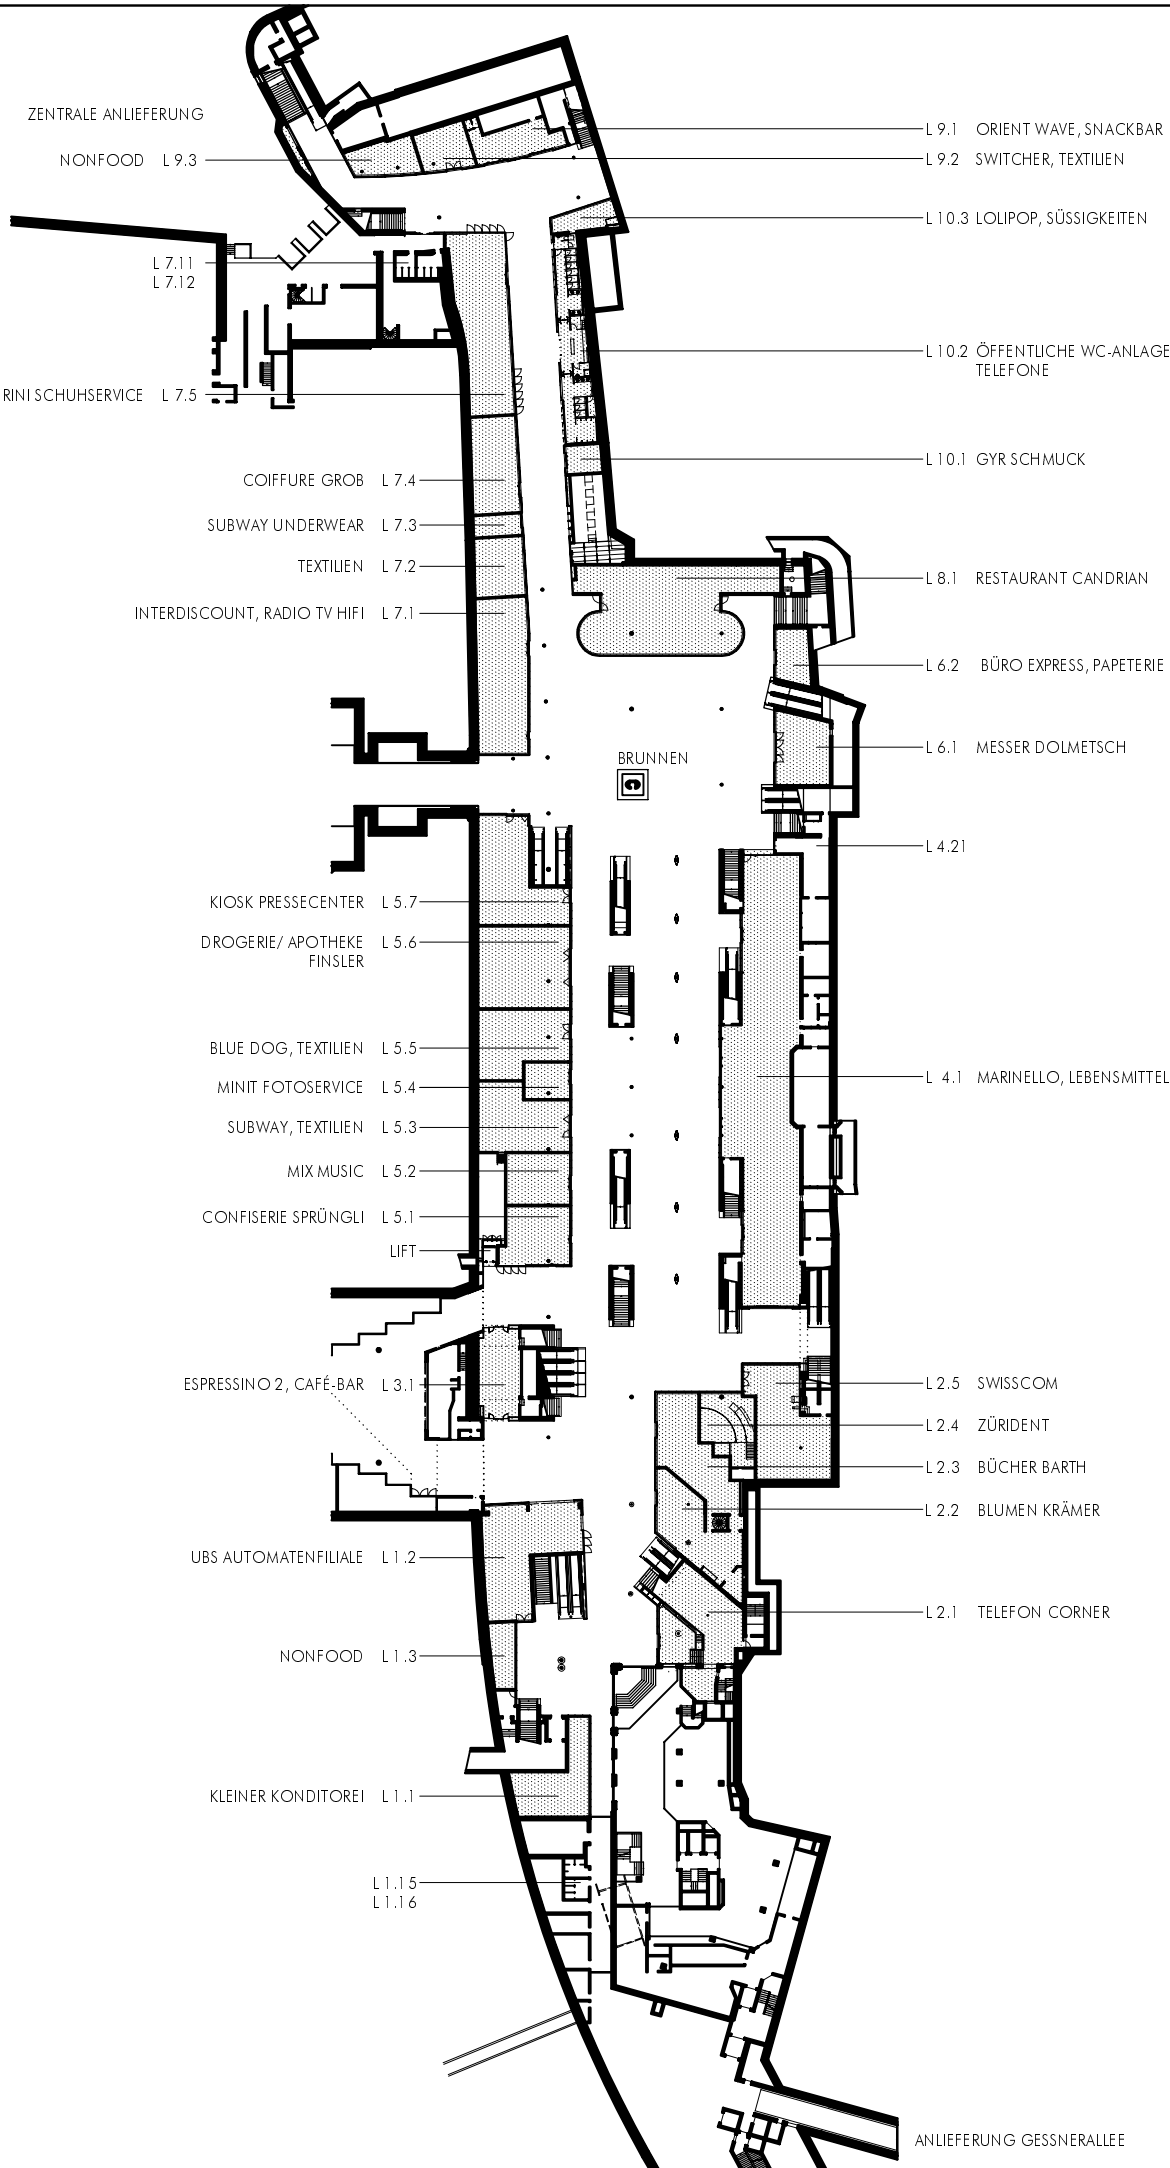 ZENTRALE ANLIEFERUNG
NONFOOD L 9.3
L 7.11
L 7.12
RINI SCHUHSERVICE L 7.5
COIFFURE GROB L 7.4
SUBWAY UNDERWEAR L 7.3
TEXTILIEN L 7.2
INTERDISCOUNT, RADIO TV HIFI L 7.1
KIOSK PRESSECENTER L 5.7
DROGERIE/ APOTHEKE L 5.6
FINSLER
BLUE DOG, TEXTILIEN L 5.5
MINIT FOTOSERVICE L 5.4
SUBWAY, TEXTILIEN L 5.3
MIX MUSIC L 5.2
CONFISERIE SPRÜNGLI L 5.1
LIFT
ESPRESSINO 2, CAFÉ-BAR L 3.1
UBS AUTOMATENFILIALE L 1.2
NONFOOD L 1.3
KLEINER KONDITOREI L 1.1
L 1.15
L 1.16
BRUNNEN
L 9.1 ORIENT WAVE, SNACKBAR
L 9.2 SWITCHER, TEXTILIEN
L 10.3 LOLIPOP, SÜSSIGKEITEN
L 10.2 ÖFFENTLICHE WC-ANLAGE
TELEFONE
L 10.1 GYR SCHMUCK
L 8.1 RESTAURANT CANDRIAN
L 6.2 BÜRO EXPRESS, PAPETERIE
L 6.1 MESSER DOLMETSCH
L 4.21
L 4.1 MARINELLO, LEBENSMITTEL
L 2.5 SWISSCOM
L 2.4 ZÜRIDENT
L 2.3 BÜCHER BARTH
L 2.2 BLUMEN KRÄMER
L 2.1 TELEFON CORNER
ANLIEFERUNG GESSNERALLEE